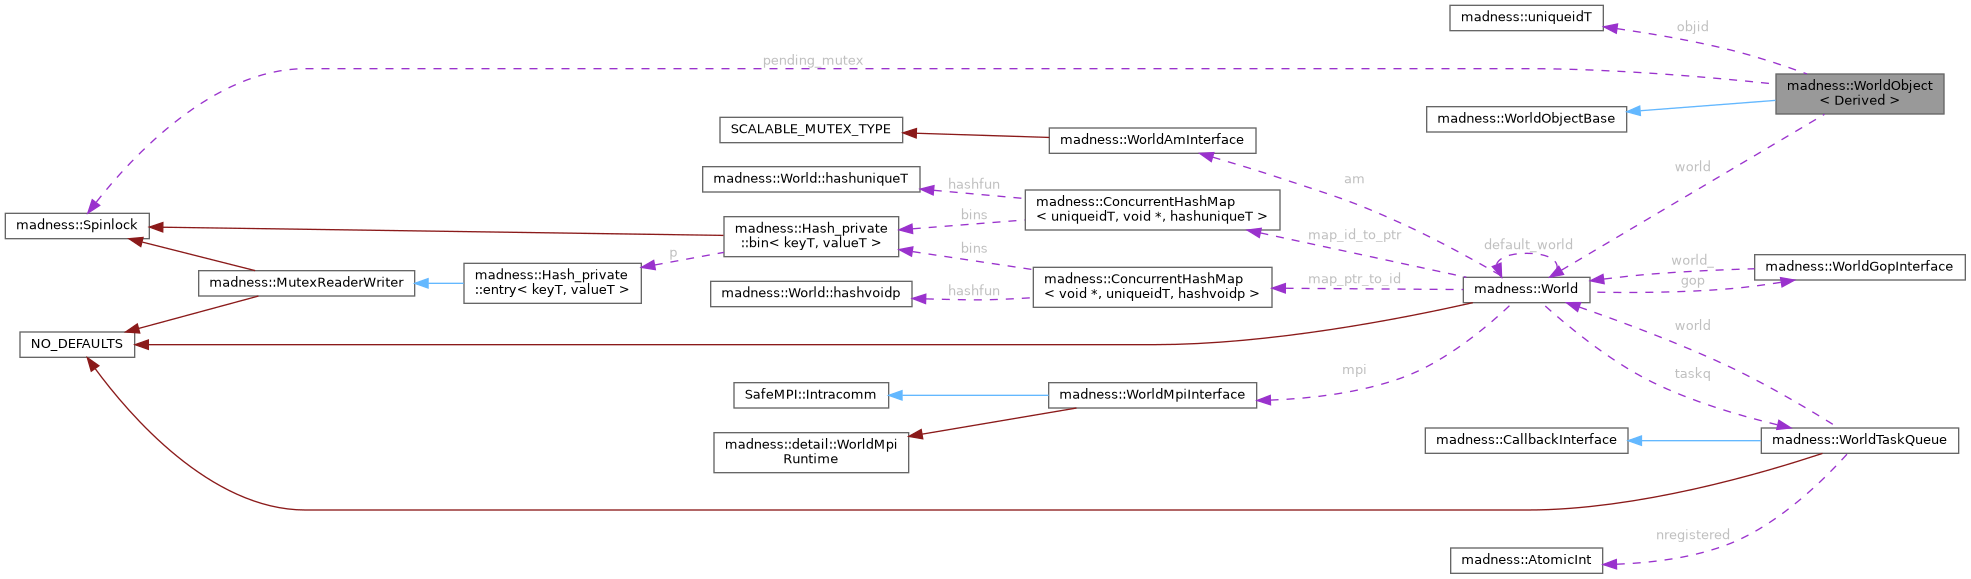 madness::uniqueidT
objid
pending_mutex
madness::WorldObject
< Derived >
madness::WorldObjectBase
SCALABLE_MUTEX_TYPE
madness::WorldAmInterface
world
am
madness::World::hashuniqueT
hashfun
madness::ConcurrentHashMap
< uniqueidT, void *, hashuniqueT >
bins
madness::Spinlock
madness::Hash_private
::bin< keyT, valueT >
map_id_to_ptr
default_world
bins
p
madness::Hash_private
::entry< keyT, valueT >
madness::MutexReaderWriter
madness::ConcurrentHashMap
< void *, uniqueidT, hashvoidp >
map_ptr_to_id
world_
madness::WorldGopInterface
gop
madness::World::hashvoidp
hashfun
madness::World
NO_DEFAULTS
world
mpi
taskq
SafeMPI::Intracomm
madness::WorldMpiInterface
madness::detail::WorldMpi
Runtime
madness::CallbackInterface
madness::WorldTaskQueue
nregistered
madness::AtomicInt